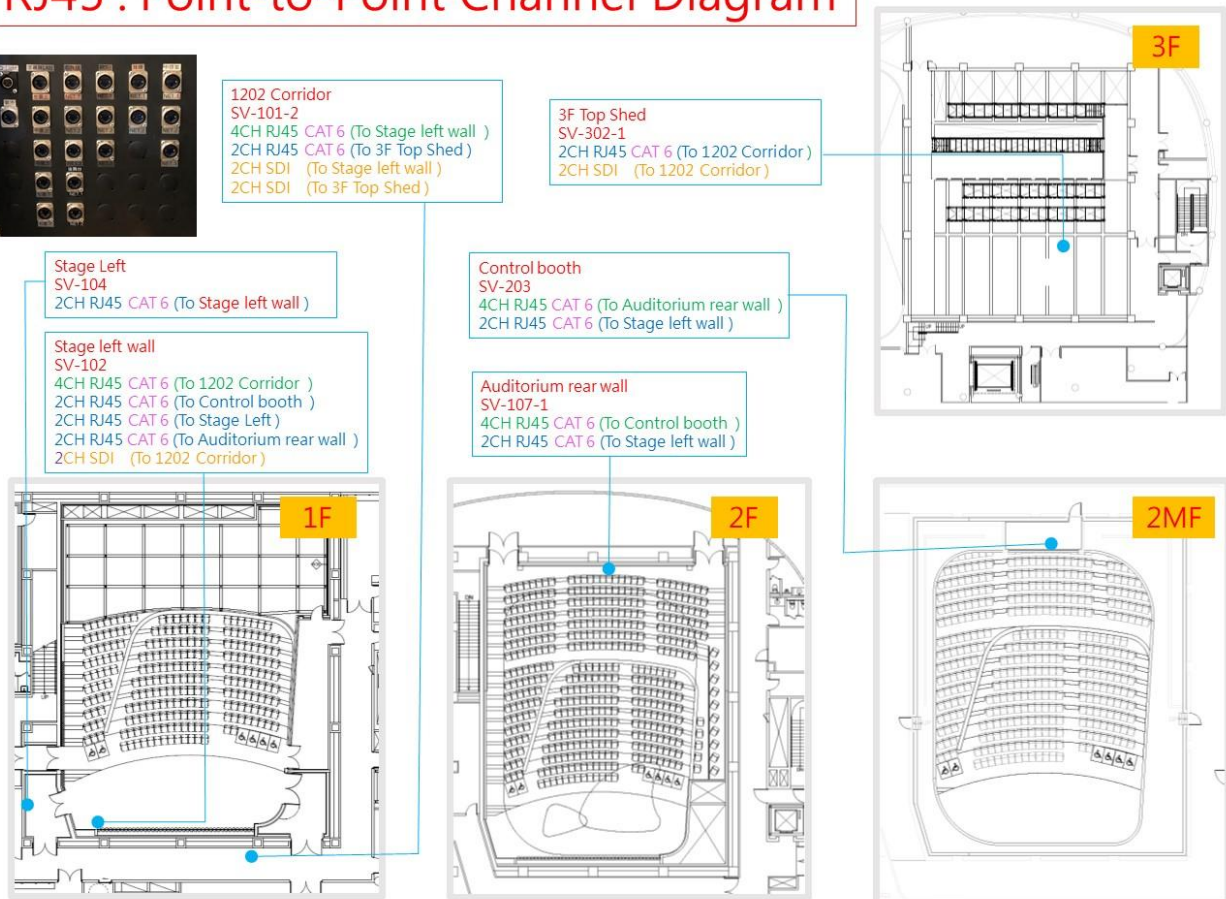 RJ45 : Point-to-Point Channel Diagram
3F
1202 Corridor
SV-101-2
4CH RJ45 CAT 6 (To Stage left wall )
2CH RJ45 CAT 6 (To 3F Top Shed )
2CH SDI (To Stage left wall )
2CH SDI (To 3F Top Shed )
3F Top Shed
SV-302-1
2CH RJ45 CAT 6 (To 1202 Corridor )
2CH SDI (To 1202 Corridor )
Stage Left
SV-104
2CH RJ45 CAT 6 (To Stage left wall )
Control booth
SV-203
4CH RJ45 CAT 6 (To Auditorium rear wall )
2CH RJ45 CAT 6 (To Stage left wall )
Stage left wall
SV-102
4CH RJ45 CAT 6 (To 1202 Corridor )
2CH RJ45 CAT 6 (To Control booth )
2CH RJ45 CAT 6 (To Stage Left )
2CH RJ45 CAT 6 (To Auditorium rear wall )
2CH SDI (To 1202 Corridor )
Auditorium rear wall
SV-107-1
4CH RJ45 CAT 6 (To Control booth )
2CH RJ45 CAT 6 (To Stage left wall )
1F
2F
2MF